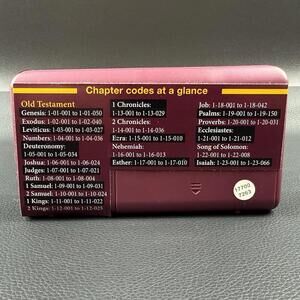 Chapter codes at a glance
Old Testament
Genesis: 1-01-001 to 1-01-050
Exodus: 1-02-001 to 1-02-040
Leviticus: 1-03-001 to 1-03-027
Numbers: 1-04-001 to 1-04-036
Deuteronomy:
1-05-001 to 1-05-034
Joshua: 1-06-001 to 1-06-024
Judges: 1-07-001 to 1-07-021
Ruth: 1-08-001 to 1-08-004
1 Samuel: 1-09-001 to 1-09-031
2 Samuel: 1-10-001 to 1-10-024
1 Kings: 1-11-001 to 1-11-022
2 Kings: 1-12-001 to 1-12-025
1 Chronicles:
1-13-001 to 1-13-029
2 Chronicles:
1-14-001 to 1-14-036
Ezra: 1-15-001 to 1-15-010
Nehemiah:
1-16-001 to 1-16-013
Esther: 1-17-001 to 1-17-010
Job: 1-18-001 to 1-18-042
Psalms: 1-19-001 to 1-19-150
Proverbs: 1-20-001 to 1-20-031
Ecclesiastes:
1-21-001 to 1-21-012
Song of Solomon:
1-22-001 to 1-22-008
Isaiah: 1-23-001 to 1-23-066
17700
7263